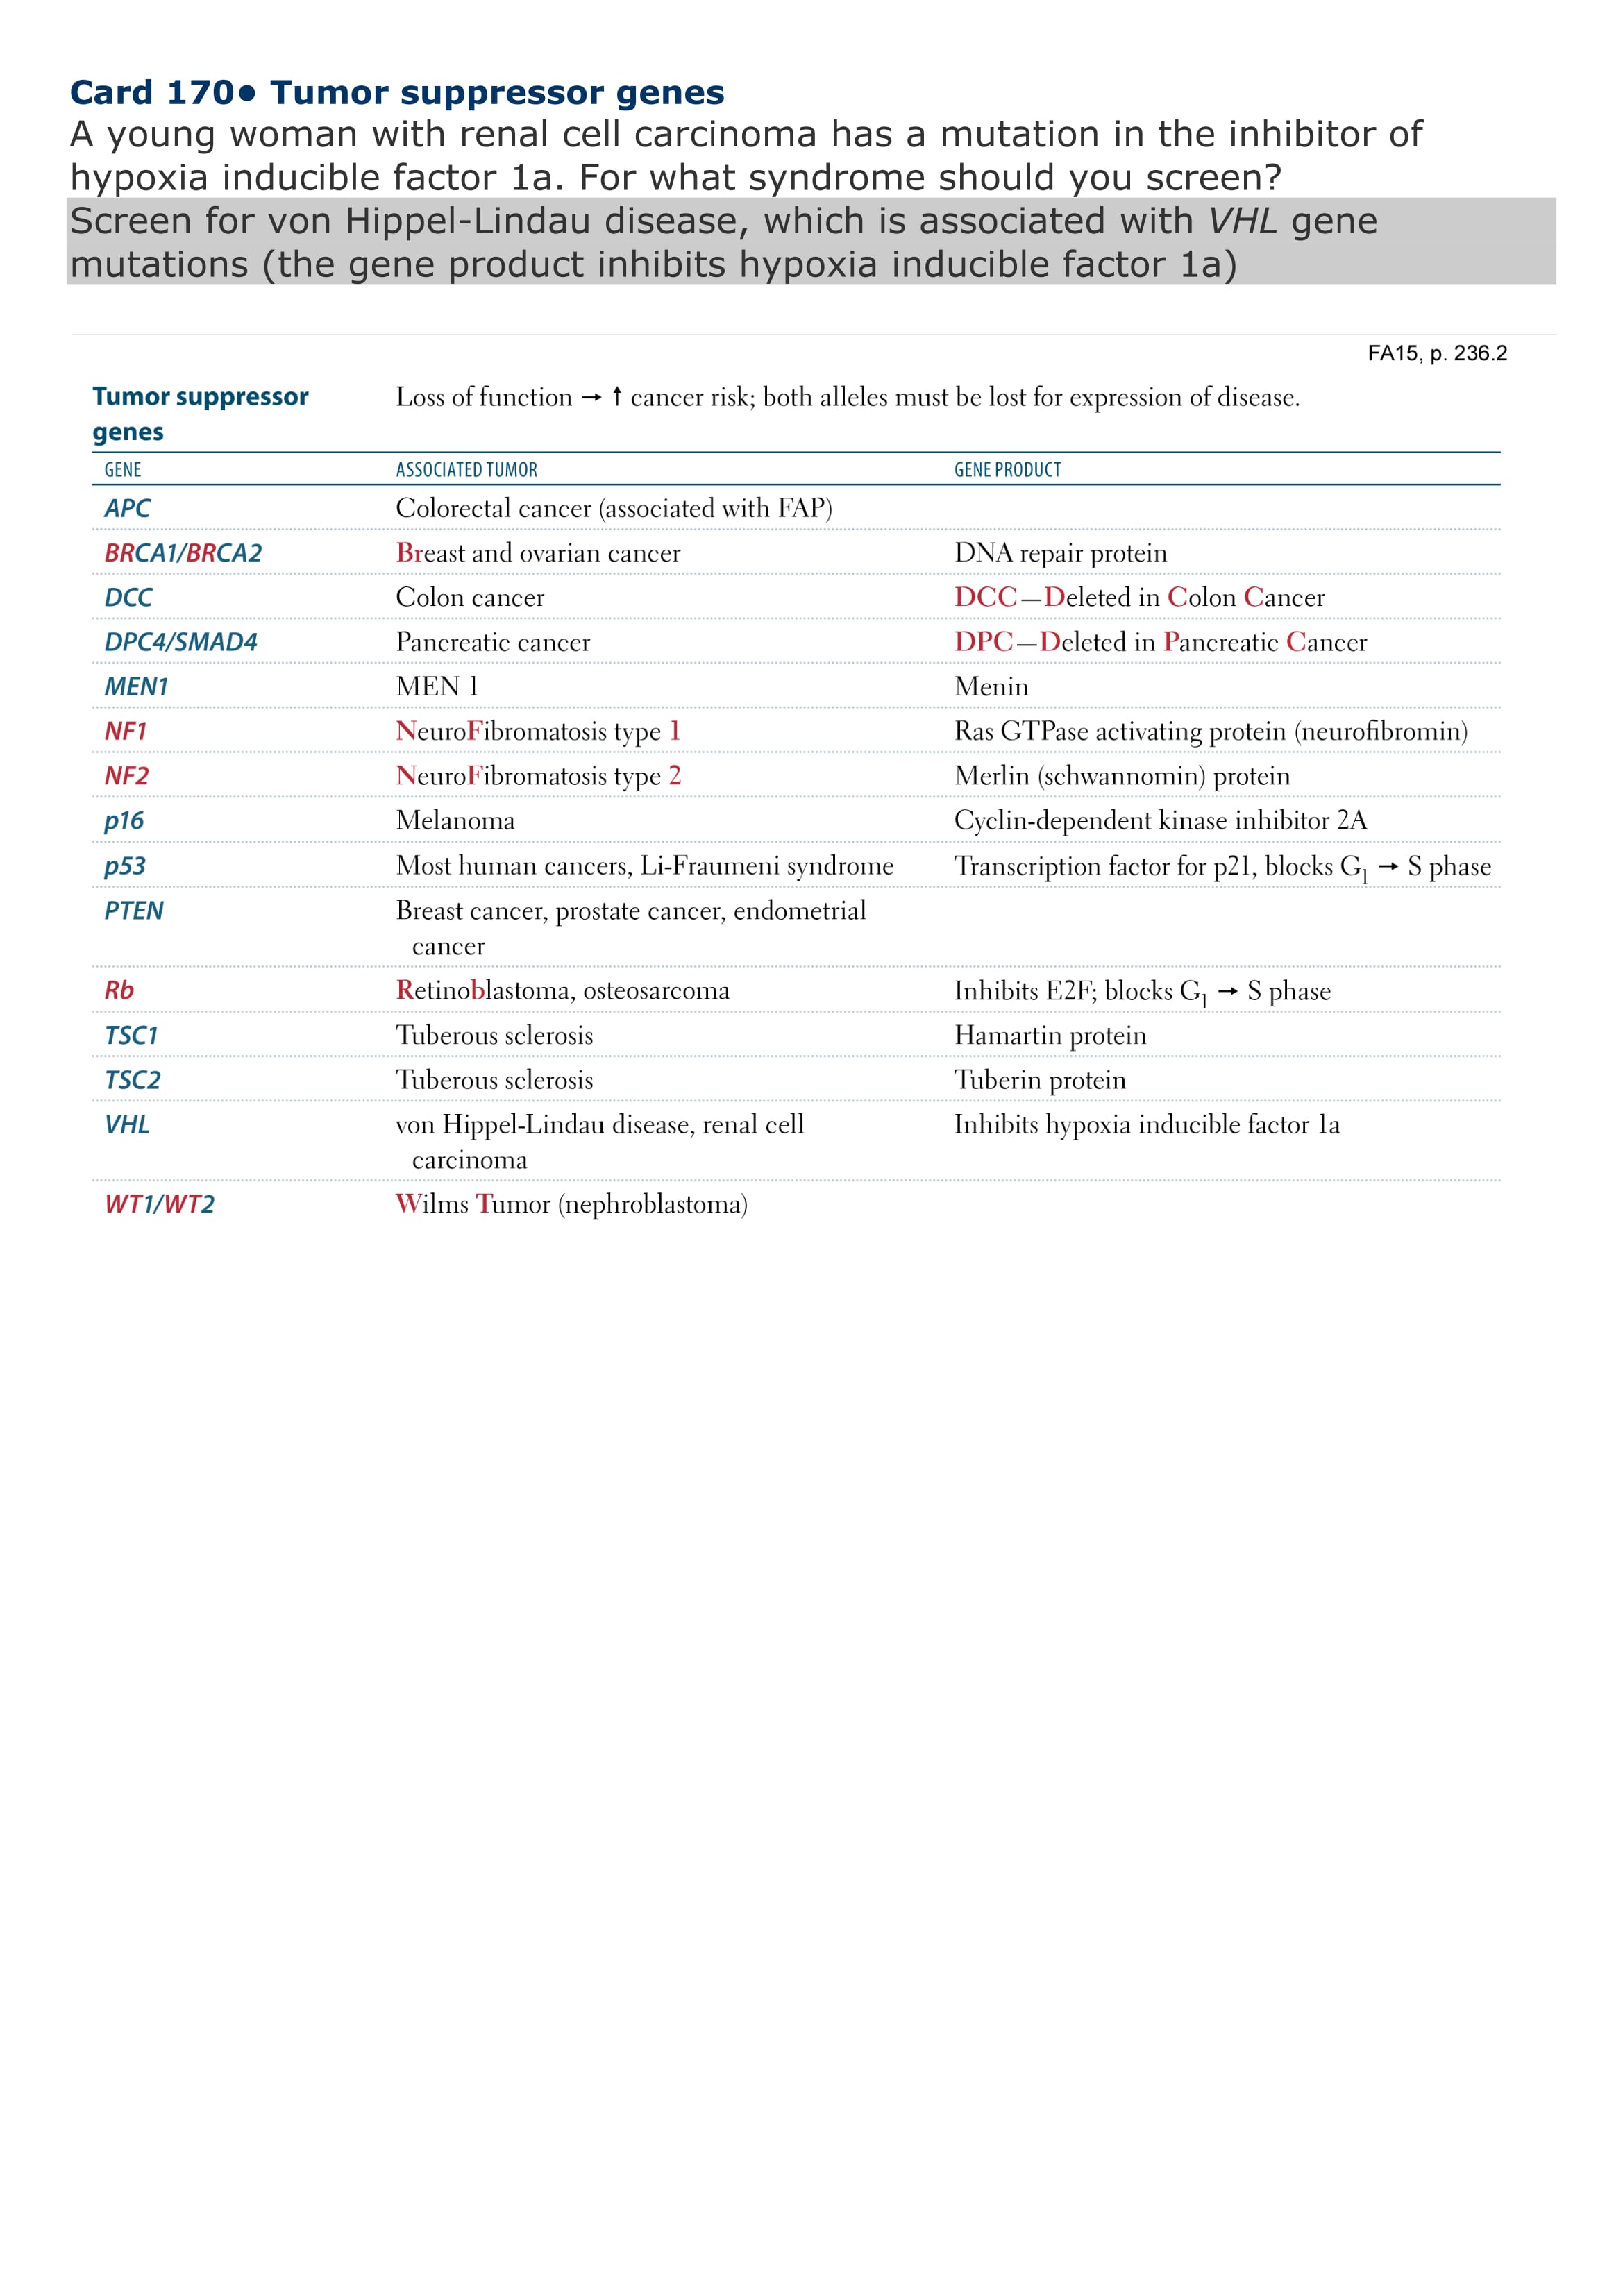 Card 170• Tumor suppressor genes
A young woman with renal cell carcinoma has a mutation in the inhibitor of
hypoxia inducible factor 1a. For what syndrome should you screen?
Screen for von Hippel-Lindau disease, which is associated with VHL gene
mutations (the gene product inhibits hypoxia inducible factor 1a)
FA15, p. 236.2
Tumor suppressor genes
Loss of function → ↑ cancer risk; both alleles must be lost for expression of disease.
GENE ASSOCIATED TUMOR GENE PRODUCT
APC Colorectal cancer (associated with FAP)
BRCA1/BRCA2 Breast and ovarian cancer DNA repair protein
DCC Colon cancer DCC—Deleted in Colon Cancer
DPC4/SMAD4 Pancreatic cancer DPC—Deleted in Pancreatic Cancer
MEN1 MEN 1 Menin
NF1 NeuroFibromatosis type 1 Ras GTPase activating protein (neurofibromin)
NF2 NeuroFibromatosis type 2 Merlin (schwannomin) protein
p16 Melanoma Cyclin-dependent kinase inhibitor 2A
p53 Most human cancers, Li-Fraumeni syndrome Transcription factor for p21, blocks G1 → S phase
PTEN Breast cancer, prostate cancer, endometrial
cancer
Rb Retinoblastoma, osteosarcoma Inhibits E2F; blocks G1 → S phase
TSC1 Tuberous sclerosis Hamartin protein
TSC2 Tuberous sclerosis Tuberin protein
VHL von Hippel-Lindau disease, renal cell Inhibits hypoxia inducible factor 1a
carcinoma
WT1/WT2 Wilms Tumor (nephroblastoma)